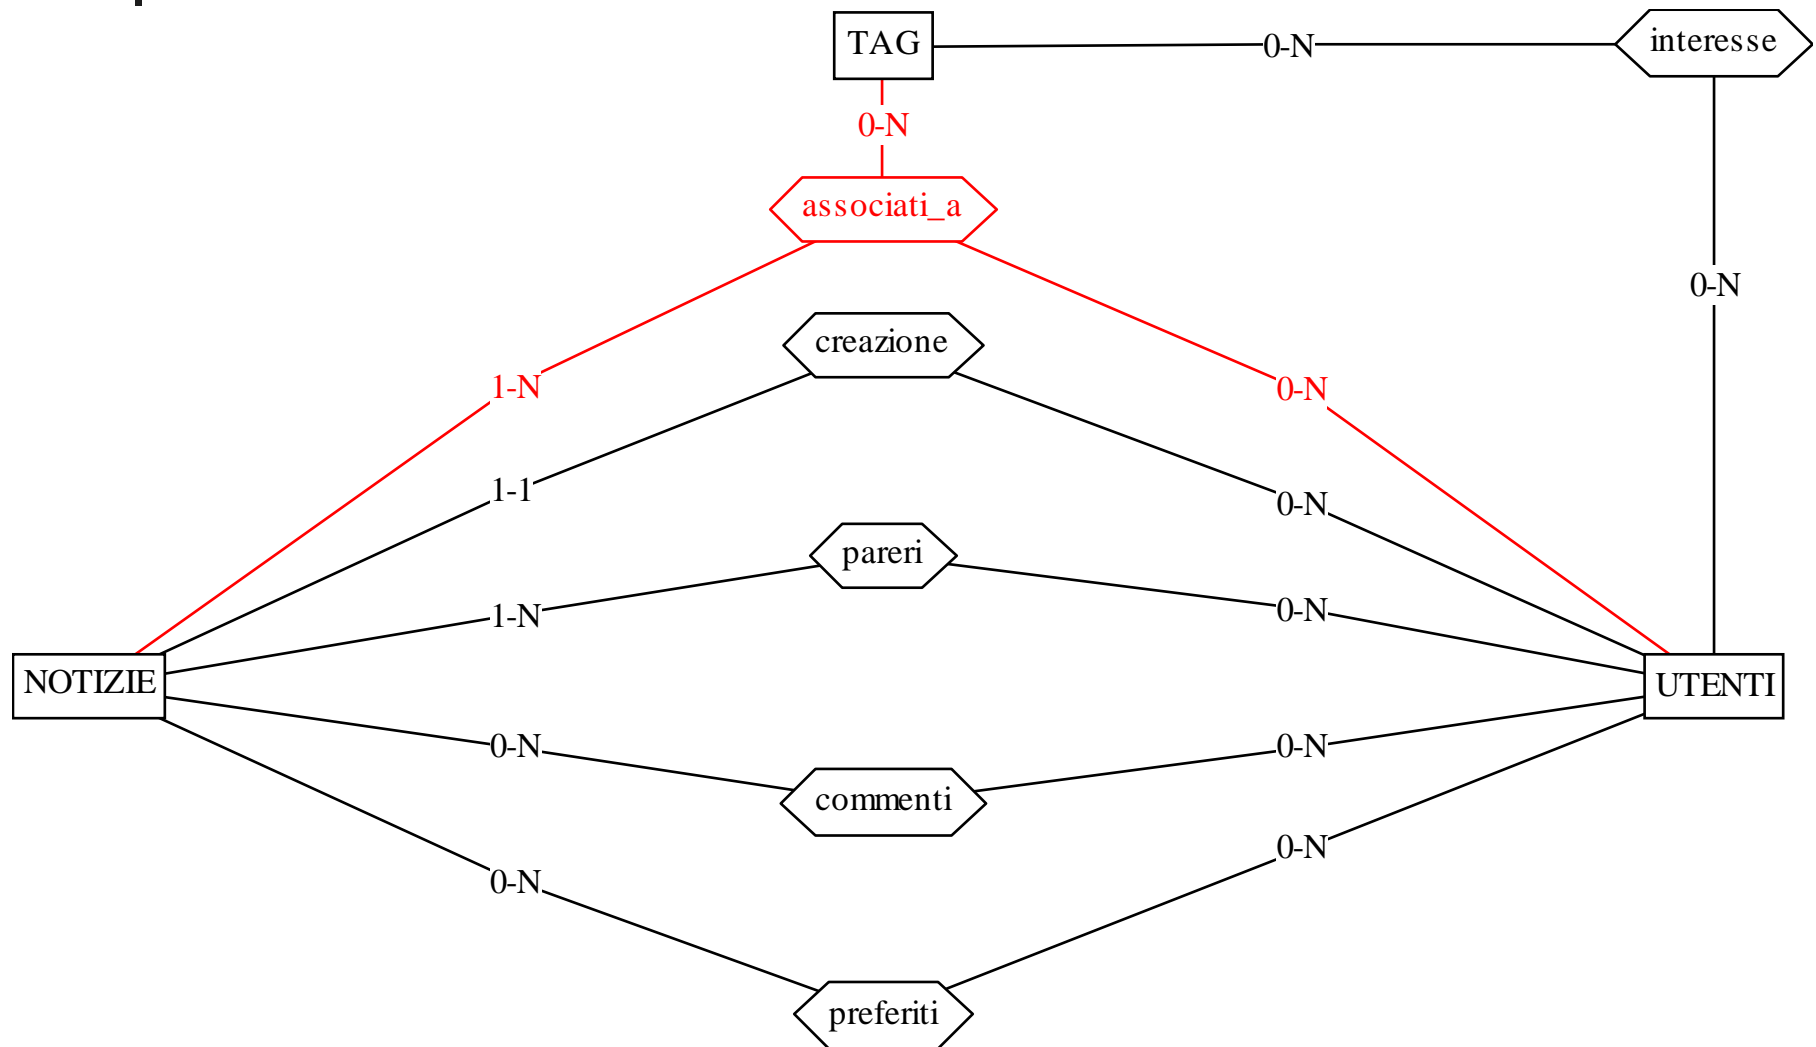 TAG
0-N
interesse
0-N
associati_a
0-N
creazione
1-N
0-N
1-1
0-N
pareri
1-N
0-N
NOTIZIE
UTENTI
0-N
0-N
commenti
0-N
0-N
preferiti